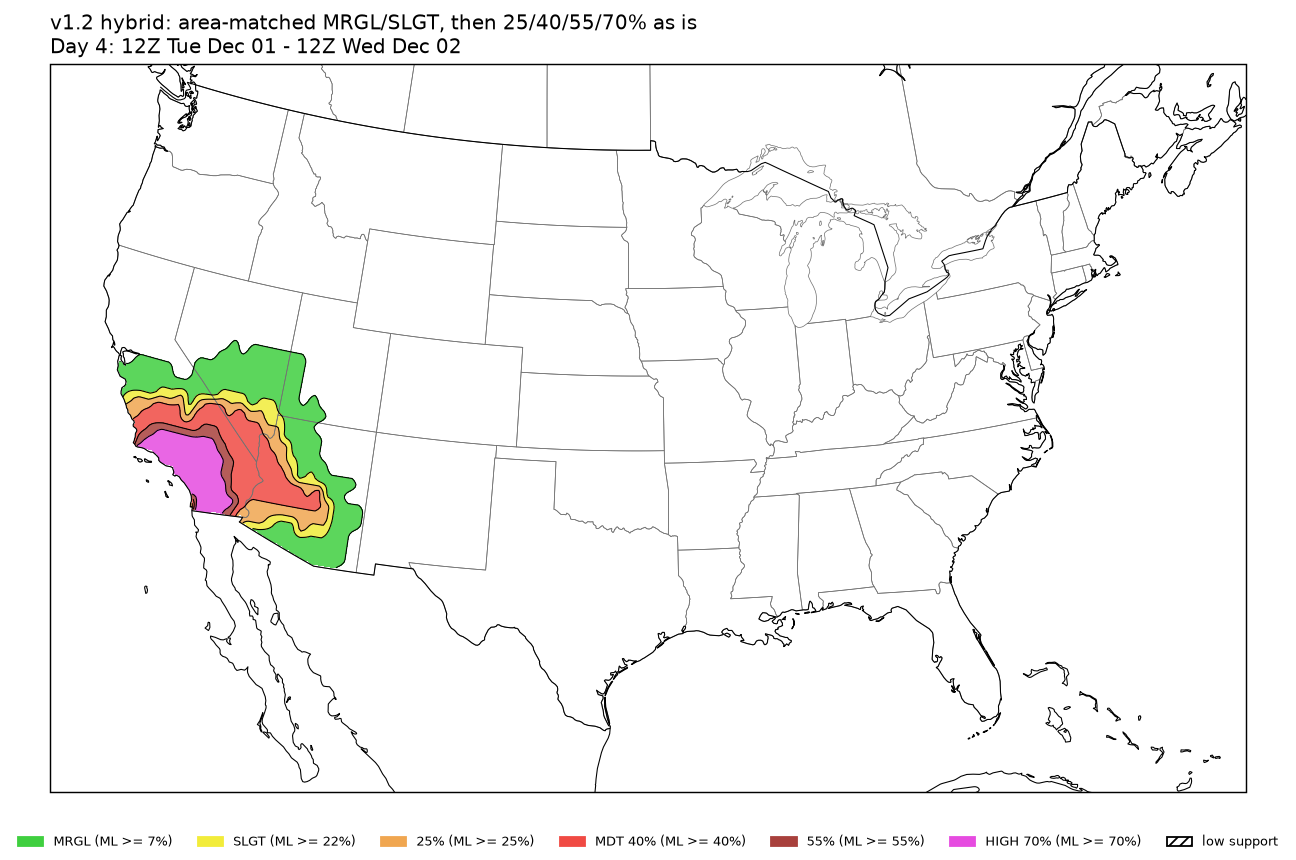 v1.2 hybrid: area-matched MRGL/SLGT, then 25/40/55/70% as is
Day 4: 12Z Tue Dec 01 - 12Z Wed Dec 02
MRGL (ML >= 7%) SLGT (ML >= 22%) 25% (ML >= 25%) MDT 40% (ML >= 40%) 55% (ML >= 55%) HIGH 70% (ML >= 70%) low support